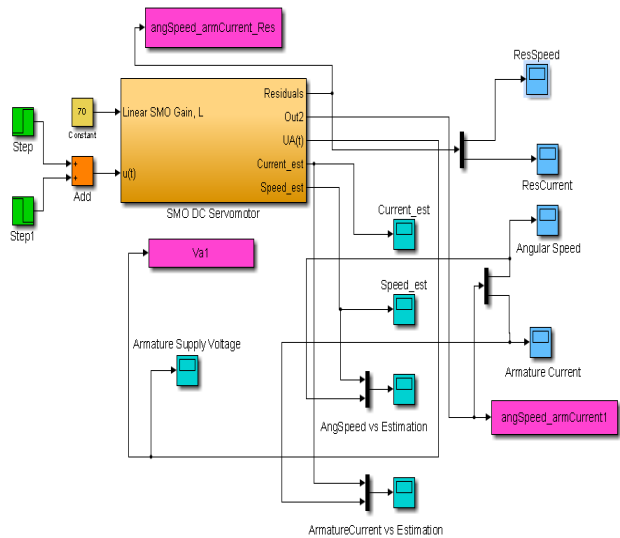 angSpeed_armCurrent_Res
ResSpeed
Residuals
Linear SMO Gain, L
70
Constant
Out2
UA(t)
Step
Add
u(t)
Current_est
Speed_est
SMO DC Servomotor
ResCurrent
Step1
Current_est
Angular Speed
Va1
Speed_est
Armature Supply Voltage
Armature Current
AngSpeed vs Estimation
angSpeed_armCurrent1
ArmatureCurrent vs Estimation